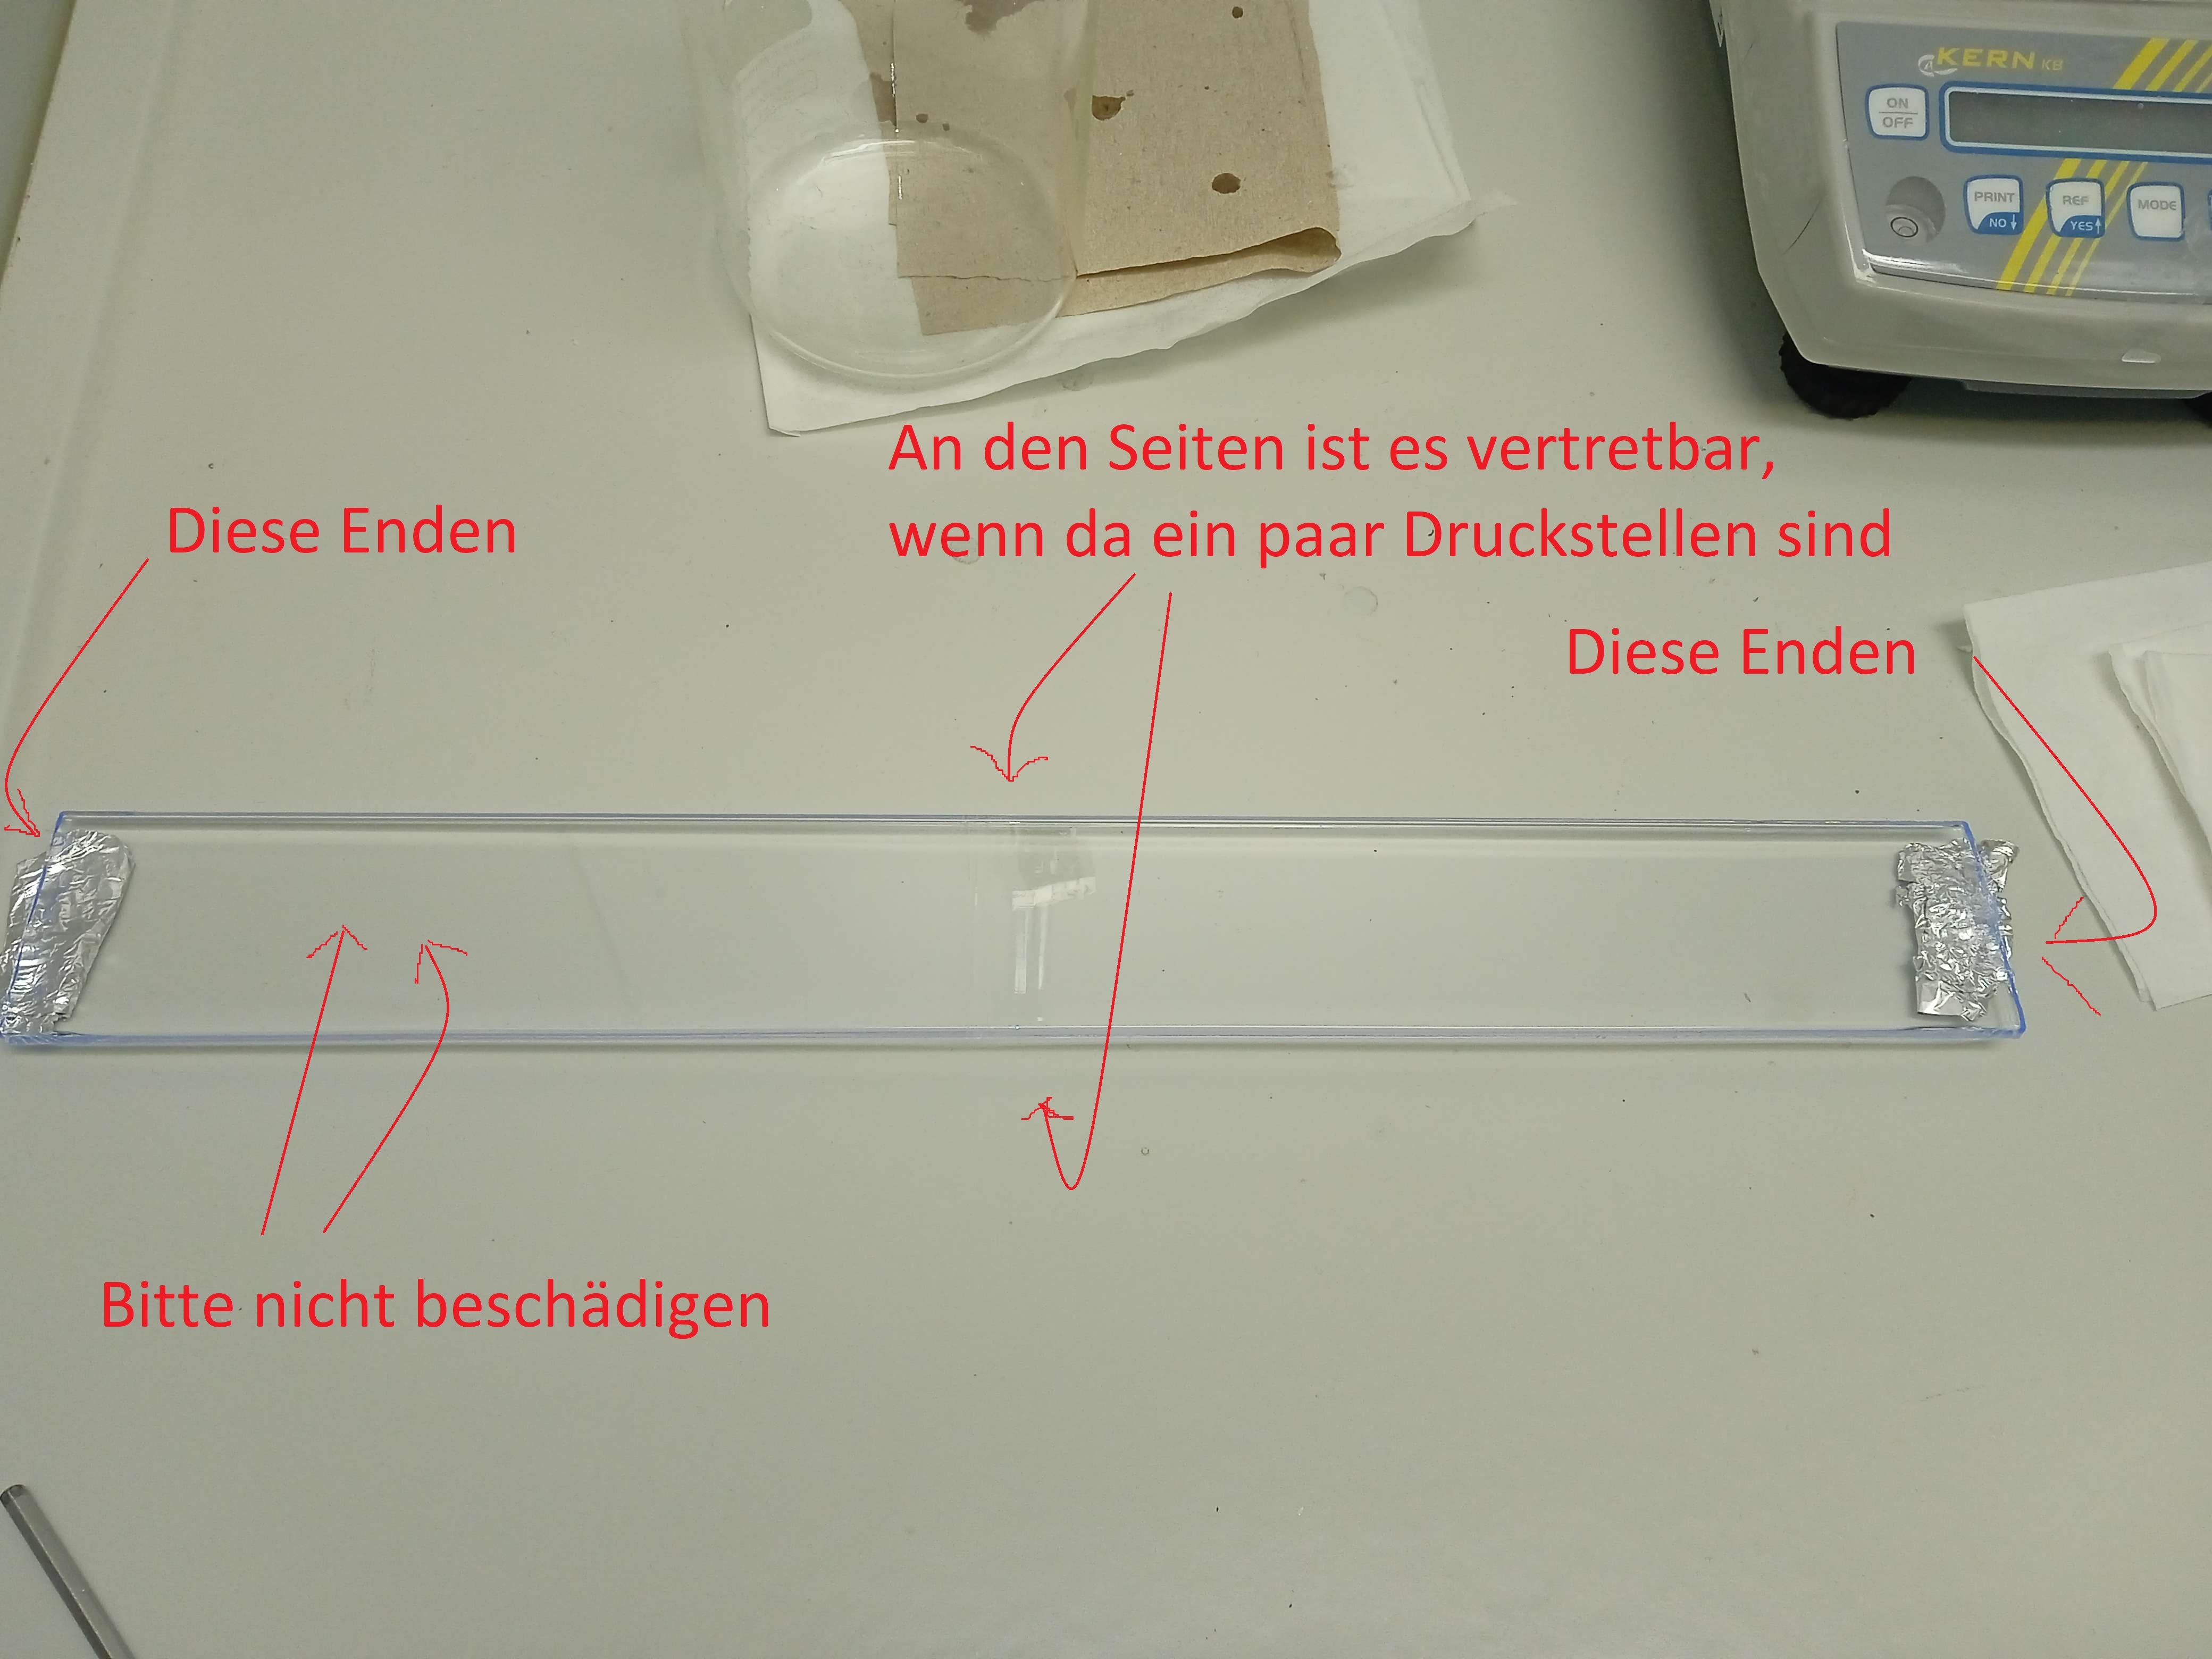 KERN KB
ON
OFF
PRINT
NO↓
REF
YES↑
MODE
An den Seiten ist es vertretbar,
wenn da ein paar Druckstellen sind
Diese Enden
Diese Enden
Bitte nicht beschädigen